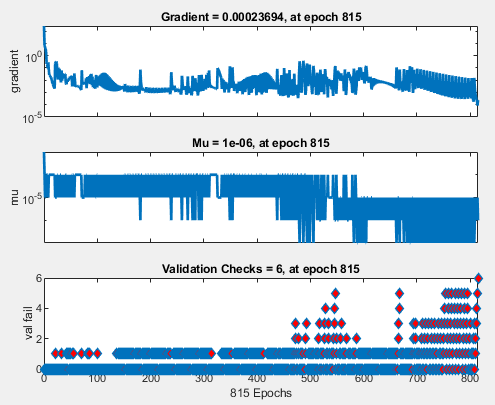 Gradient = 0.00023694, at epoch 815
gradient
10^0
10^-5
Mu = 1e-06, at epoch 815
mu
10^-5
Validation Checks = 6, at epoch 815
val fail
6
4
2
0
0 100 200 300 400 500 600 700 800
815 Epochs